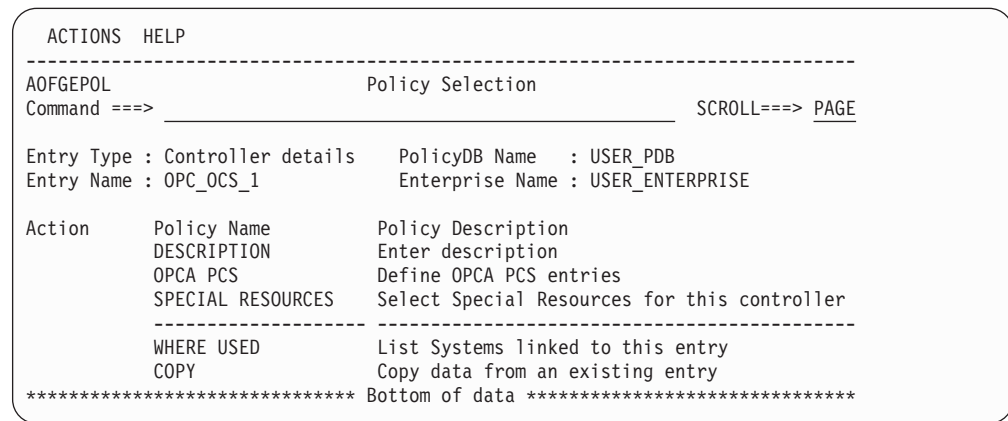 ACTIONS HELP
-------------------------------------------------------------------------------
AOFGEPOL Policy Selection
Command ===> ________________________________________________ SCROLL===> PAGE
Entry Type : Controller details PolicyDB Name : USER_PDB
Entry Name : OPC_OCS_1 Enterprise Name : USER_ENTERPRISE
Action Policy Name Policy Description
DESCRIPTION Enter description
OPCA PCS Define OPCA PCS entries
SPECIAL RESOURCES Select Special Resources for this controller
-------------------- ---------------------------------------------
WHERE USED List Systems linked to this entry
COPY Copy data from an existing entry
******************************* Bottom of data *******************************